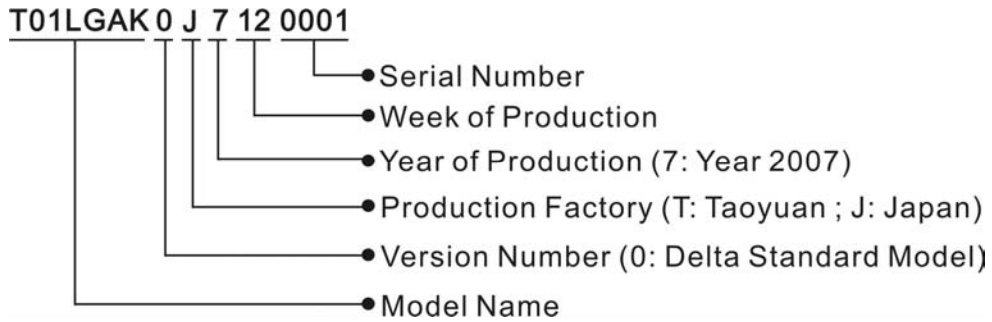 T01LGAK 0 J 7 12 0001
Serial Number
Week of Production
Year of Production (7: Year 2007)
Production Factory (T: Taoyuan ; J: Japan)
Version Number (0: Delta Standard Model)
Model Name